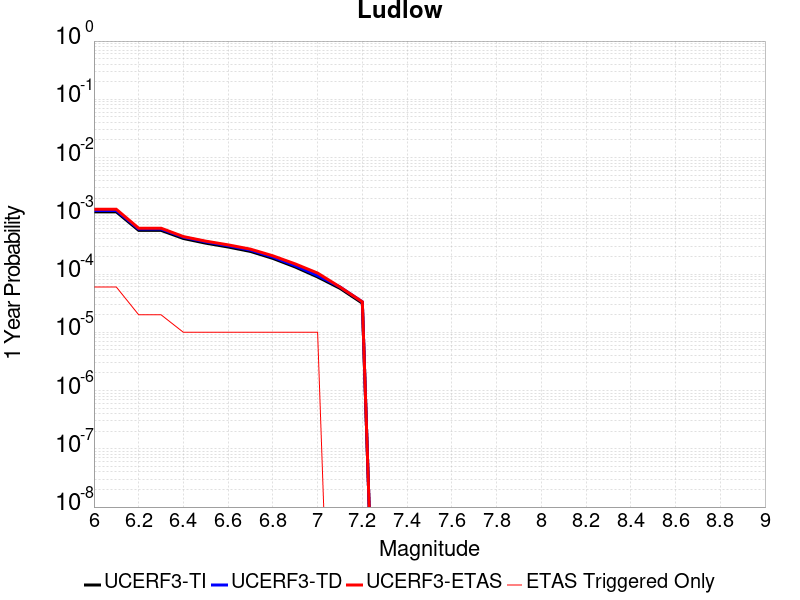 Ludlow
10^0
10^-1
10^-2
10^-3
10^-4
10^-5
10^-6
10^-7
10^-8
1 Year Probability
6 6.2 6.4 6.6 6.8 7 7.2 7.4 7.6 7.8 8 8.2 8.4 8.6 8.8 9
Magnitude
UCERF3-TI UCERF3-TD UCERF3-ETAS ETAS Triggered Only